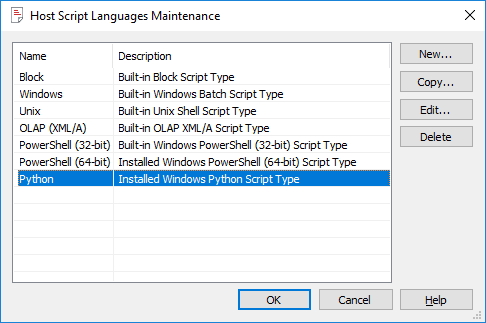 Host Script Languages Maintenance
Name Description
Block Built-in Block Script Type
Windows Built-in Windows Batch Script Type
Unix Built-in Unix Shell Script Type
OLAP (XML/A) Built-in OLAP XML/A Script Type
PowerShell (32-bit) Built-in Windows PowerShell (32-bit) Script Type
PowerShell (64-bit) Installed Windows PowerShell (64-bit) Script Type
Python Installed Windows Python Script Type
New...
Copy...
Edit...
Delete
OK Cancel Help